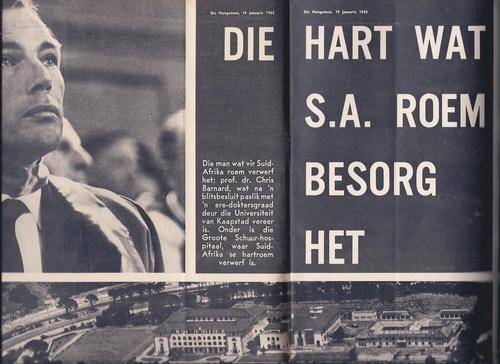 Die Huisgenoot, 19 Januarie 1968
Die Huisgenoot, 19 Januarie 1968
DIE HART WAT
S.A. ROEM
BESORG
HET
Die man wat vir Suid-
Afrika roem verwerf
het: prof. dr. Chris
Barnard, wat na 'n
blitsbesluit paslik met
'n ere-doktersgraad
deur die Universiteit
van Kaapstad vereer
is. Onder is die
Groote Schuur-hos-
pitaal, waar Suid-
Afrika se hartroem
verwerf is.